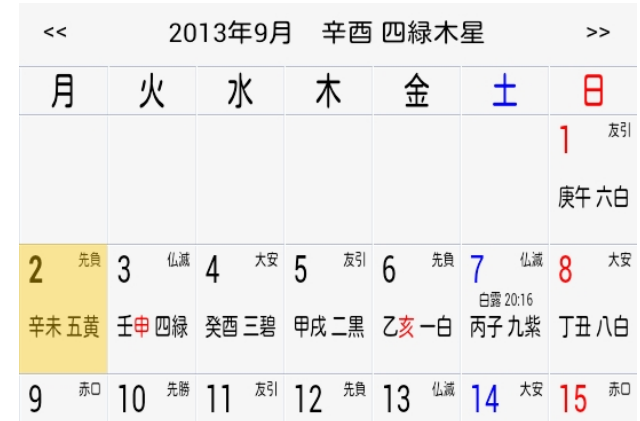 << 2013年9月 辛酉 四緑木星 >>
月 火 水 木 金 土 日
1 友引
庚午 六白
2 先負 3 仏滅 4 大安 5 友引 6 先負 7 仏滅 8 大安
白露 20:16
辛未 五黄 壬申 四緑 癸酉 三碧 甲戌 二黒 乙亥 一白 丙子 九紫 丁丑 八白
9 赤口 10 先勝 11 友引 12 先負 13 仏滅 14 大安 15 赤口